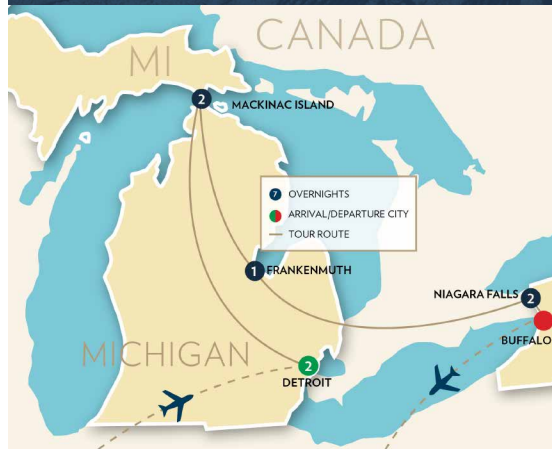 CANADA
MI
2
MACKINAC ISLAND
7 OVERNIGHTS
ARRIVAL/DEPARTURE CITY
TOUR ROUTE
1
FRANKENMUTH
NIAGARA FALLS
2
BUFFALO
MICHIGAN
2
DETROIT